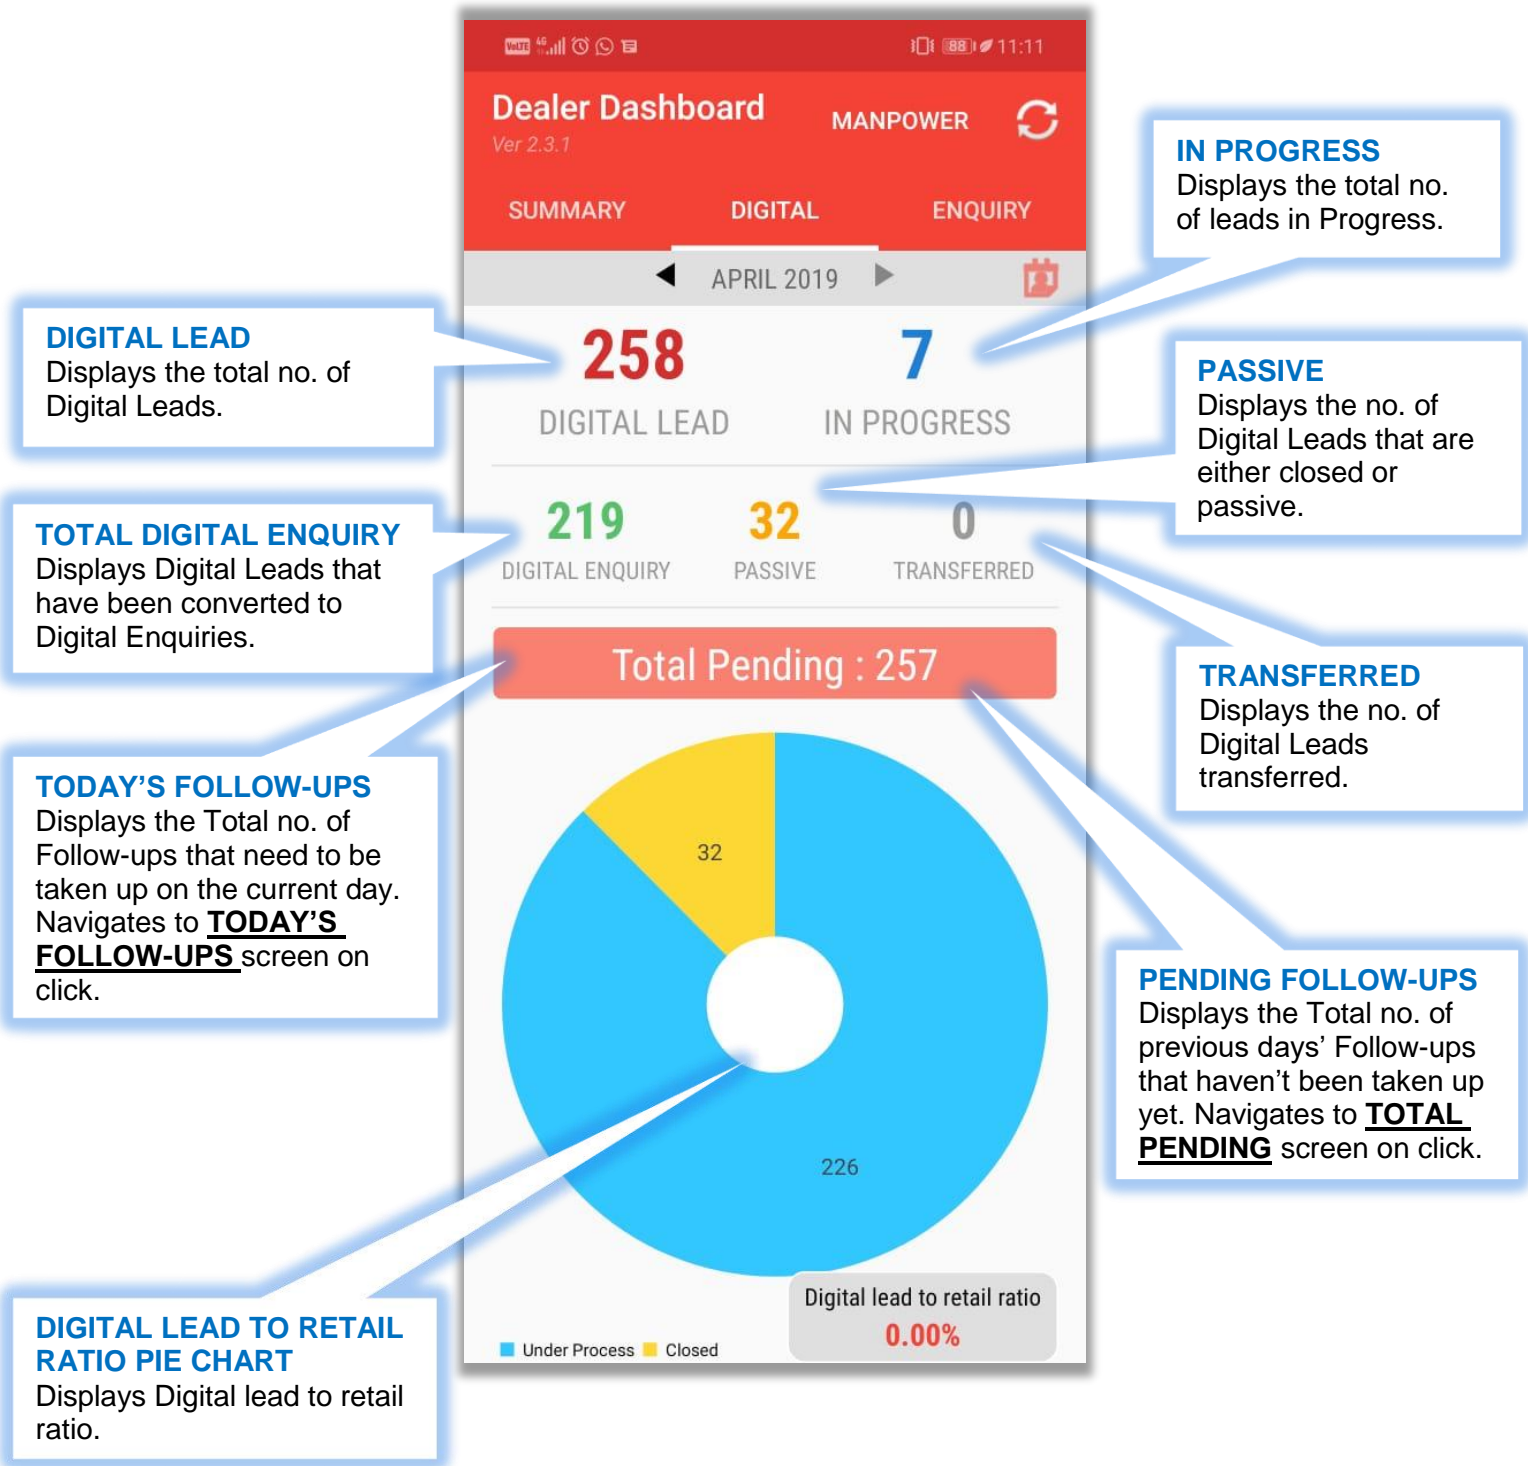 VoLTE 4G 88 11:11
Dealer Dashboard
Ver 2.3.1
MANPOWER
SUMMARY DIGITAL ENQUIRY
APRIL 2019
258 7
DIGITAL LEAD IN PROGRESS
219 32 0
DIGITAL ENQUIRY PASSIVE TRANSFERRED
Total Pending : 257
32
226
Digital lead to retail ratio
0.00%
Under Process Closed
DIGITAL LEAD
Displays the total no. of
Digital Leads.
TOTAL DIGITAL ENQUIRY
Displays Digital Leads that
have been converted to
Digital Enquiries.
TODAY’S FOLLOW-UPS
Displays the Total no. of
Follow-ups that need to be
taken up on the current day.
Navigates to TODAY’S
FOLLOW-UPS screen on
click.
DIGITAL LEAD TO RETAIL
RATIO PIE CHART
Displays Digital lead to retail
ratio.
IN PROGRESS
Displays the total no.
of leads in Progress.
PASSIVE
Displays the no. of
Digital Leads that are
either closed or
passive.
TRANSFERRED
Displays the no. of
Digital Leads
transferred.
PENDING FOLLOW-UPS
Displays the Total no. of
previous days’ Follow-ups
that haven’t been taken up
yet. Navigates to TOTAL
PENDING screen on click.